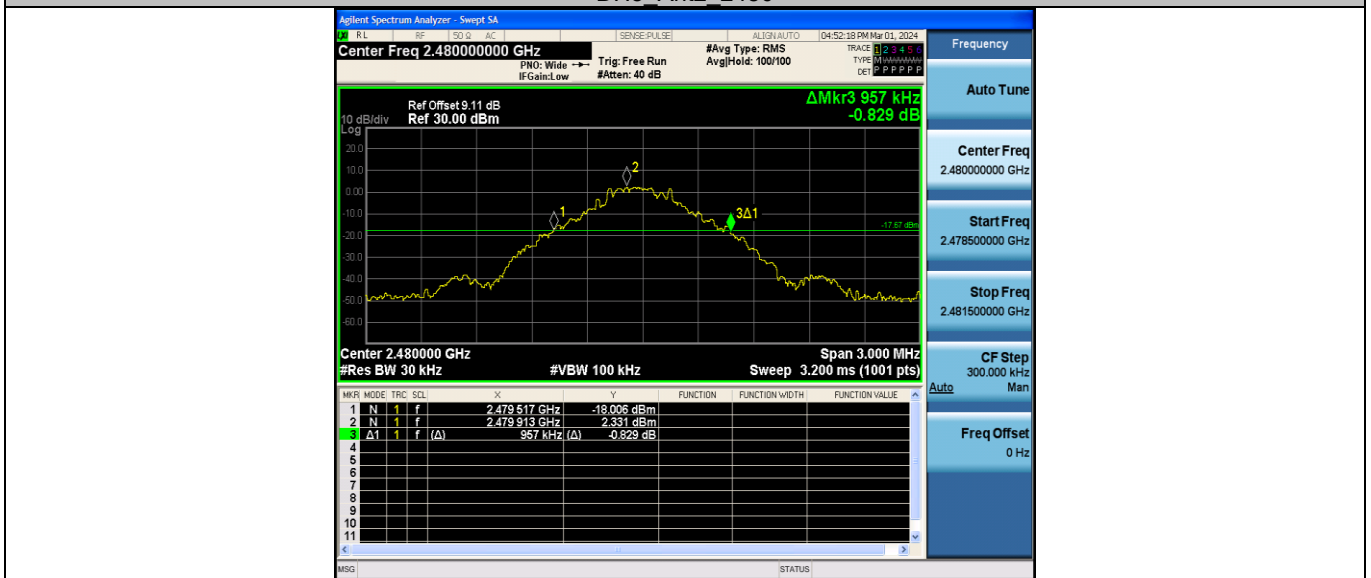 Agilent Spectrum Analyzer - Swept SA
RL RF 50 Ω AC SENSE:PULSE ALIGN AUTO 04:52:18 PM Mar 01, 2024
Center Freq 2.480000000 GHz
PNO: Wide
IFGain:Low
Trig: Free Run
#Atten: 40 dB
#Avg Type: RMS
Avg|Hold: 100/100
TRACE 1 2 3 4 5 6
TYPE M
DET P P P P P P
ΔMkr3 957 kHz
-0.829 dB
Ref Offset 9.11 dB
10 dB/div Ref 30.00 dBm
Log
20.0
10.0
0.00
-10.0
-20.0
-30.0
-40.0
-50.0
-60.0
1
2
3Δ1
-17.67 dBm
Center 2.480000 GHz Span 3.000 MHz
#Res BW 30 kHz #VBW 100 kHz Sweep 3.200 ms (1001 pts)
MKR MODE TRC SCL X Y FUNCTION FUNCTION WIDTH FUNCTION VALUE
1 N 1 f 2.479 517 GHz -18.006 dBm
2 N 1 f 2.479 913 GHz 2.331 dBm
3 Δ1 1 f (Δ) 957 kHz (Δ) -0.829 dB
4
5
6
7
8
9
10
11
MSG STATUS
Frequency
Auto Tune
Center Freq
2.480000000 GHz
Start Freq
2.478500000 GHz
Stop Freq
2.481500000 GHz
CF Step
300.000 kHz
Auto Man
Freq Offset
0 Hz